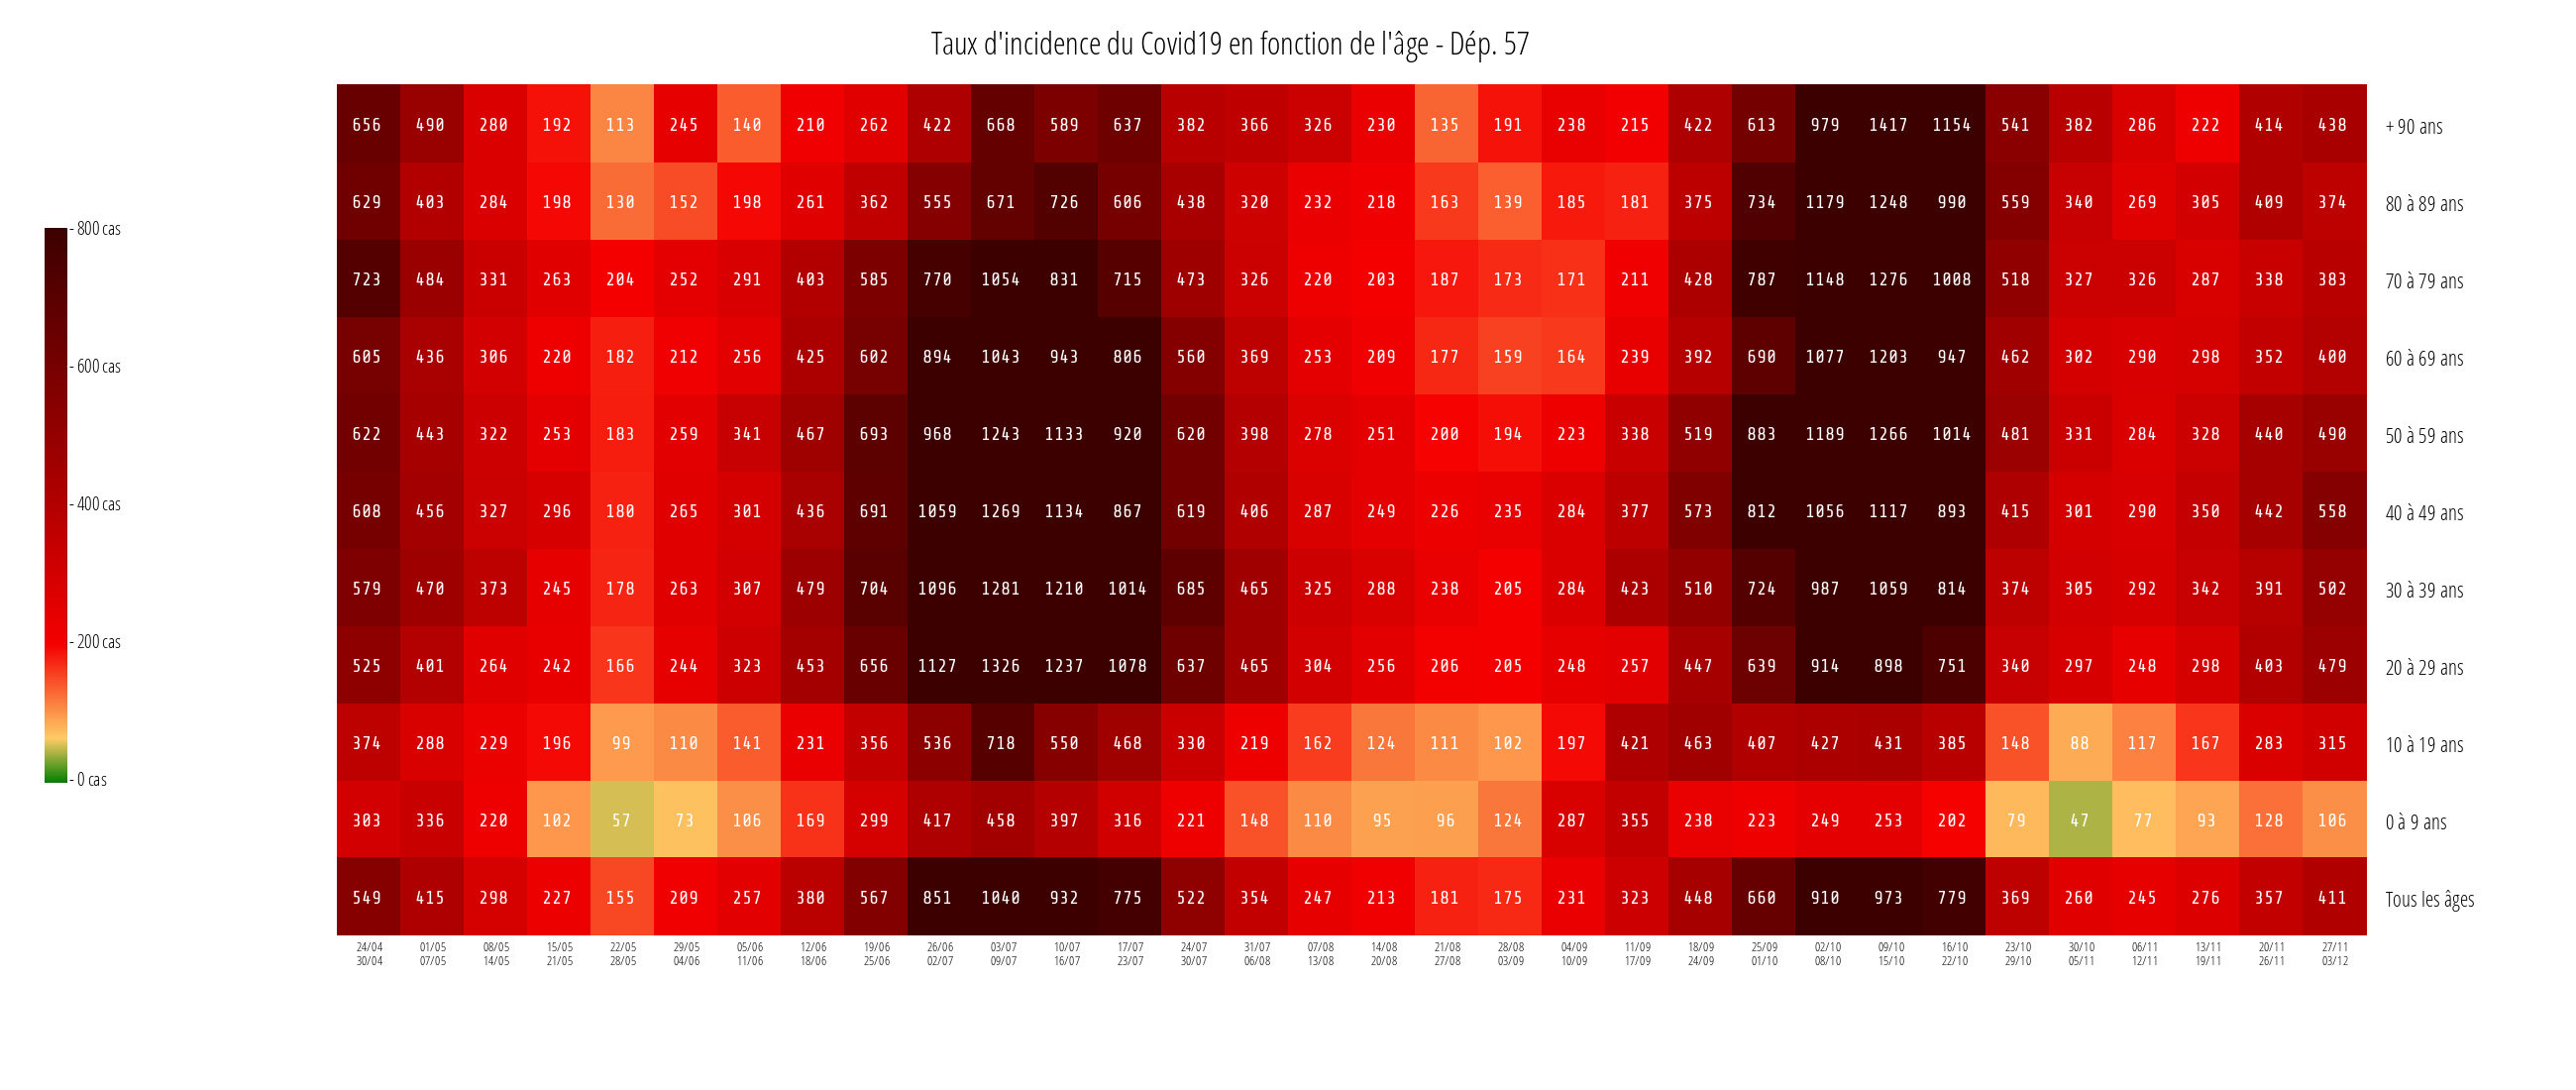 Taux d'incidence du Covid19 en fonction de l'âge - Dép. 57
656 490 280 192 113 245 140 210 262 422 668 589 637 382 366 326 230 135 191 238 215 422 613 979 1417 1154 541 382 286 222 414 438 + 90 ans
629 403 284 198 130 152 198 261 362 555 671 726 606 438 320 232 218 163 139 185 181 375 734 1179 1248 990 559 340 269 305 409 374 80 à 89 ans
- 800 cas
723 484 331 263 204 252 291 403 585 770 1054 831 715 473 326 220 203 187 173 171 211 428 787 1148 1276 1008 518 327 326 287 338 383 70 à 79 ans
605 436 306 220 182 212 256 425 602 894 1043 943 806 560 369 253 209 177 159 164 239 392 690 1077 1203 947 462 302 290 298 352 400 60 à 69 ans
- 600 cas
622 443 322 253 183 259 341 467 693 968 1243 1133 920 620 398 278 251 200 194 223 338 519 883 1189 1266 1014 481 331 284 328 440 490 50 à 59 ans
- 400 cas
608 456 327 296 180 265 301 436 691 1059 1269 1134 867 619 406 287 249 226 235 284 377 573 812 1056 1117 893 415 301 290 350 442 558 40 à 49 ans
579 470 373 245 178 263 307 479 704 1096 1281 1210 1014 685 465 325 288 238 205 284 423 510 724 987 1059 814 374 305 292 342 391 502 30 à 39 ans
- 200 cas
525 401 264 242 166 244 323 453 656 1127 1326 1237 1078 637 465 304 256 206 205 248 257 447 639 914 898 751 340 297 248 298 403 479 20 à 29 ans
374 288 229 196 99 110 141 231 356 536 718 550 468 330 219 162 124 111 102 197 421 463 407 427 431 385 148 88 117 167 283 315 10 à 19 ans
- 0 cas
303 336 220 102 57 73 106 169 299 417 458 397 316 221 148 110 95 96 124 287 355 238 223 249 253 202 79 47 77 93 128 106 0 à 9 ans
549 415 298 227 155 209 257 380 567 851 1040 932 775 522 354 247 213 181 175 231 323 448 660 910 973 779 369 260 245 276 357 411 Tous les âges
24/04 01/05 08/05 15/05 22/05 29/05 05/06 12/06 19/06 26/06 03/07 10/07 17/07 24/07 31/07 07/08 14/08 21/08 28/08 04/09 11/09 18/09 25/09 02/10 09/10 16/10 23/10 30/10 06/11 13/11 20/11 27/11
30/04 07/05 14/05 21/05 28/05 04/06 11/06 18/06 25/06 02/07 09/07 16/07 23/07 30/07 06/08 13/08 20/08 27/08 03/09 10/09 17/09 24/09 01/10 08/10 15/10 22/10 29/10 05/11 12/11 19/11 26/11 03/12